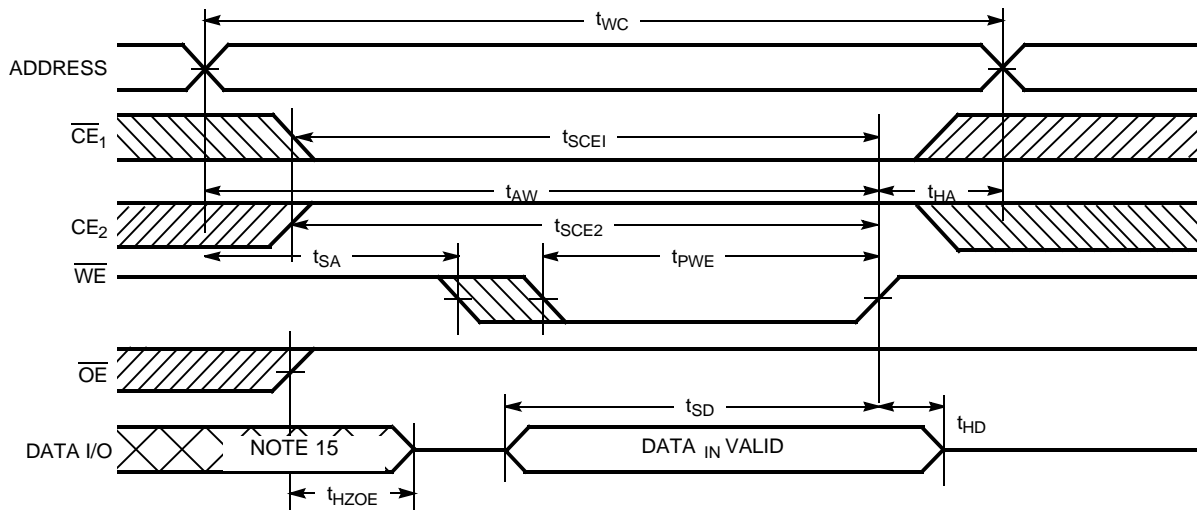 tWC
ADDRESS
CE1
tSCEI
tAW
tHA
CE2
tSCE2
tSA
tPWE
WE
OE
tSD
tHD
DATA I/O
NOTE 15
DATA IN VALID
tHZOE